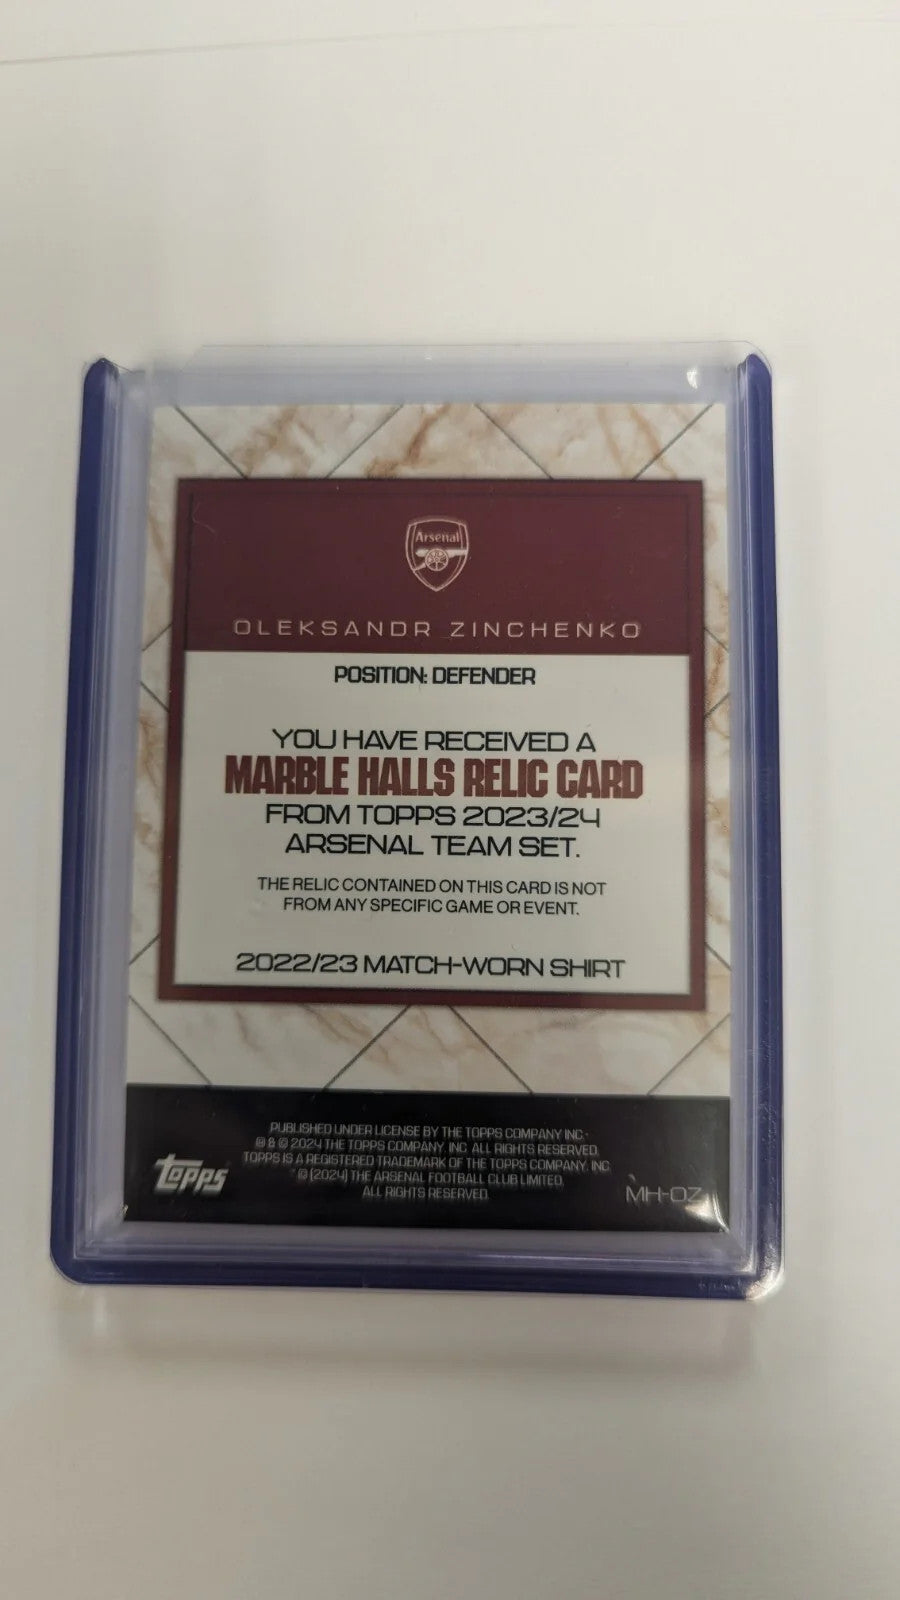 Arsenal
OLEKSANDR ZINCHENKO
POSITION: DEFENDER
YOU HAVE RECEIVED A
MARBLE HALLS RELIC CARD
FROM TOPPS 2023/24
ARSENAL TEAM SET.
THE RELIC CONTAINED ON THIS CARD IS NOT
FROM ANY SPECIFIC GAME OR EVENT.
2022/23 MATCH-WORN SHIRT
PUBLISHED UNDER LICENSE BY THE TOPPS COMPANY INC.
® & © 2024 THE TOPPS COMPANY, INC. ALL RIGHTS RESERVED.
TOPPS IS A REGISTERED TRADEMARK OF THE TOPPS COMPANY, INC.
© (2024) THE ARSENAL FOOTBALL CLUB LIMITED,
ALL RIGHTS RESERVED.
topps
MH-OZ